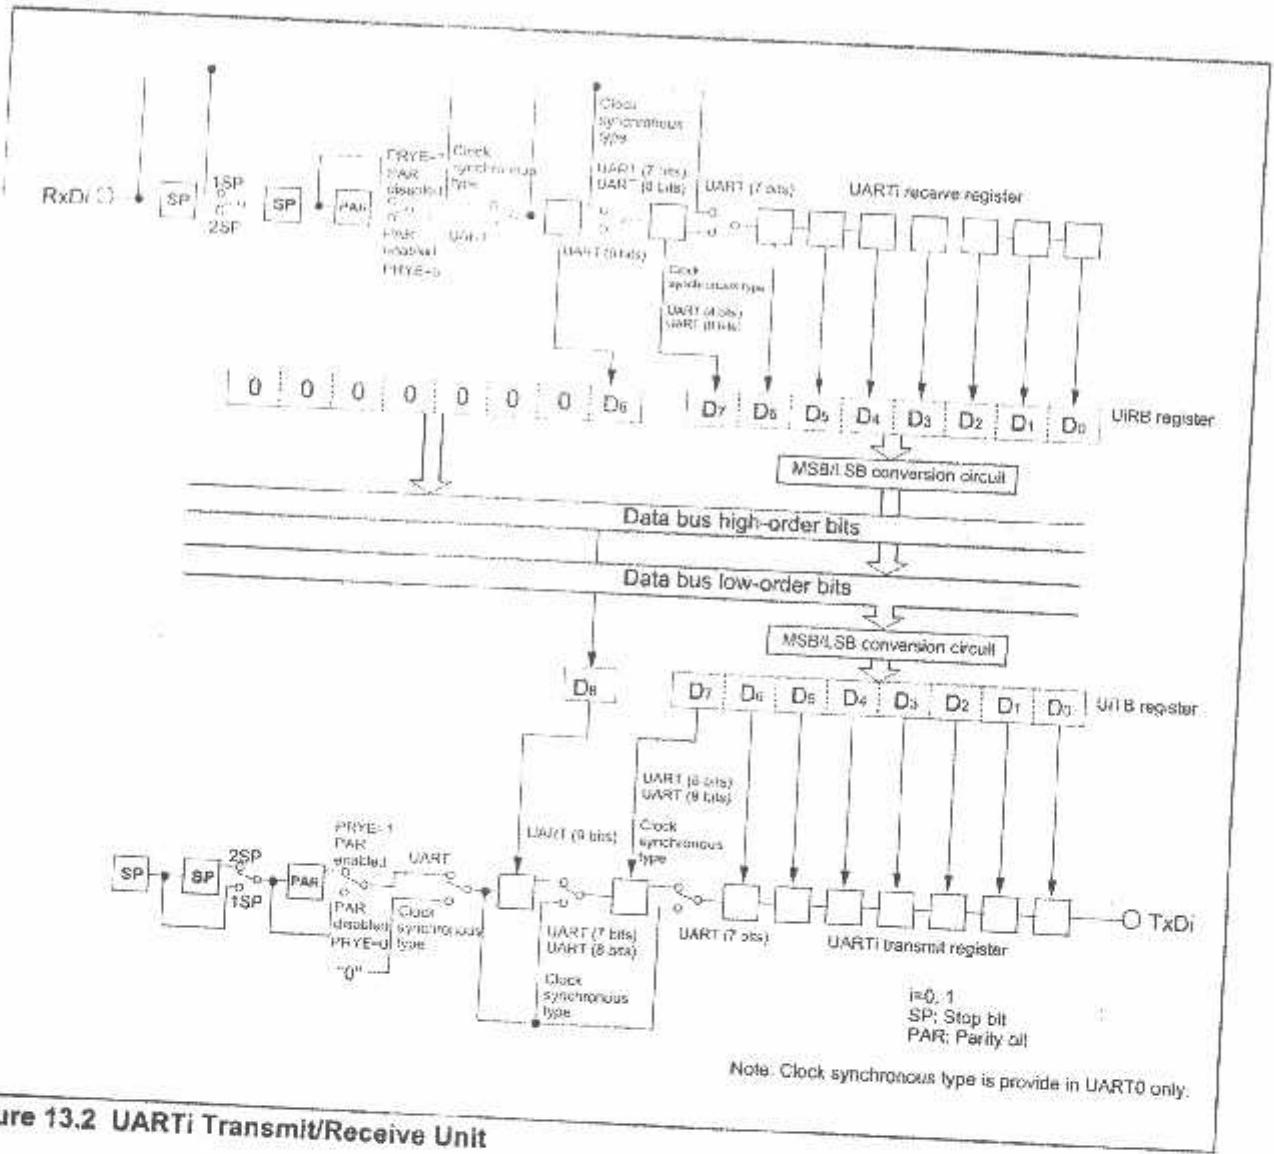 Clock
synchronous
type
PRYE=
PAR
disabled
Clock
synchronous
type
UART (7 bits)
UART (8 bits)
UART (7 bits)
UARTi receive register
RxDi
SP
1SP
2SP
SP
PAR
PAR
enabled
PRYE=
UART
UART (9 bits)
Clock
synchronous type
UART (8 bits)
0 0 0 0 0 0 0
D7 D6 D5 D4 D3 D2 D1 D0
UiRB register
MSB/LSB conversion circuit
Data bus high-order bits
Data bus low-order bits
MSB/LSB conversion circuit
D8
D7 D6 D5 D4 D3 D2 D1 D0
UiTB register
UART (8 bits)
UART (9 bits)
Clock
synchronous
type
UART (9 bits)
PRYE=1
PAR
enabled
UART
SP
SP
2SP
1SP
PAR
PAR
disabled
PRYE=0
"0"
Clock
synchronous
type
UART (7 bits)
UART (8 bits)
Clock
synchronous
type
UART (7 bits)
UARTi transmit register
TxDi
i=0, 1
SP: Stop bit
PAR: Parity bit
Note: Clock synchronous type is provide in UART0 only.
ure 13.2 UARTi Transmit/Receive Unit